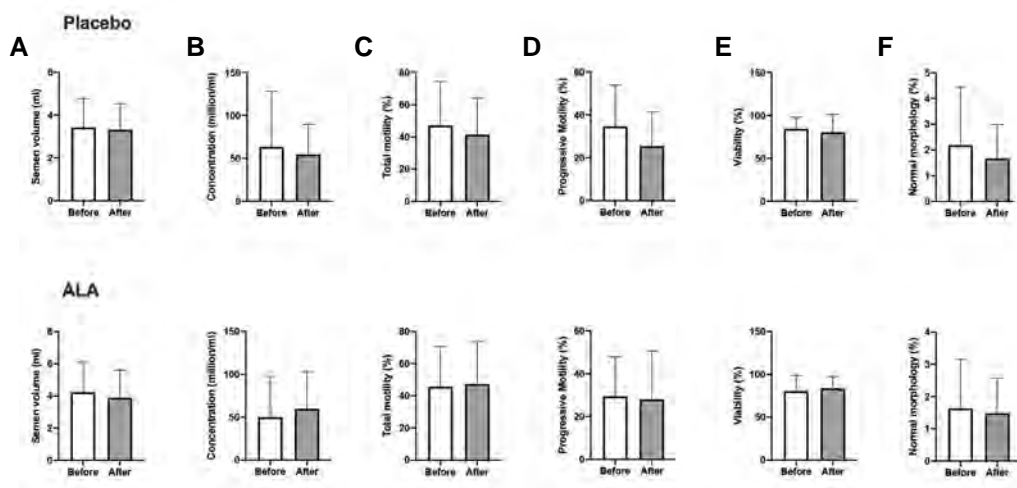 Placebo
A
Semen volume (ml)
6
4
2
0
Before After
B
Concentration (million/ml)
150
100
50
0
Before After
C
Total motility (%)
80
60
40
20
0
Before After
D
Progressive Motility (%)
60
40
20
0
Before After
E
Viability (%)
150
100
50
0
Before After
F
Normal morphology (%)
5
4
3
2
1
0
Before After
ALA
Semen volume (ml)
8
6
4
2
0
Before After
Concentration (million/ml)
150
100
50
0
Before After
Total motility (%)
80
60
40
20
0
Before After
Progressive Motility (%)
60
40
20
0
Before After
Viability (%)
150
100
50
0
Before After
Normal morphology (%)
4
3
2
1
0
Before After